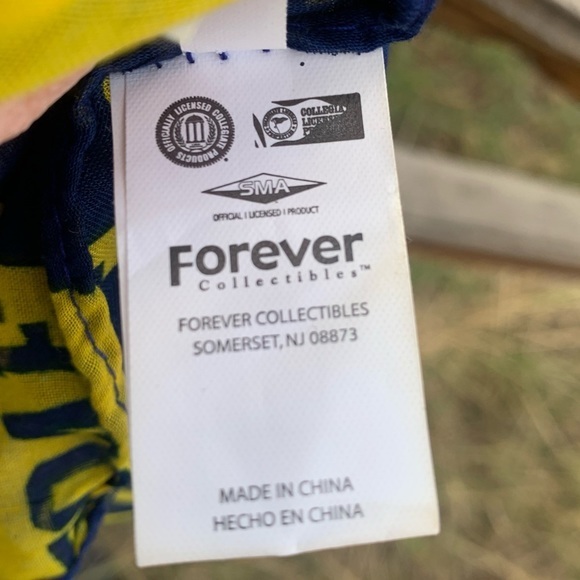 OFFICIALLY LICENSED COLLEGIATE PRODUCTS
COLLEGIATE
LICENSED
SMA
OFFICIAL | LICENSED | PRODUCT
Forever
Collectibles™
FOREVER COLLECTIBLES
SOMERSET, NJ 08873
MADE IN CHINA
HECHO EN CHINA